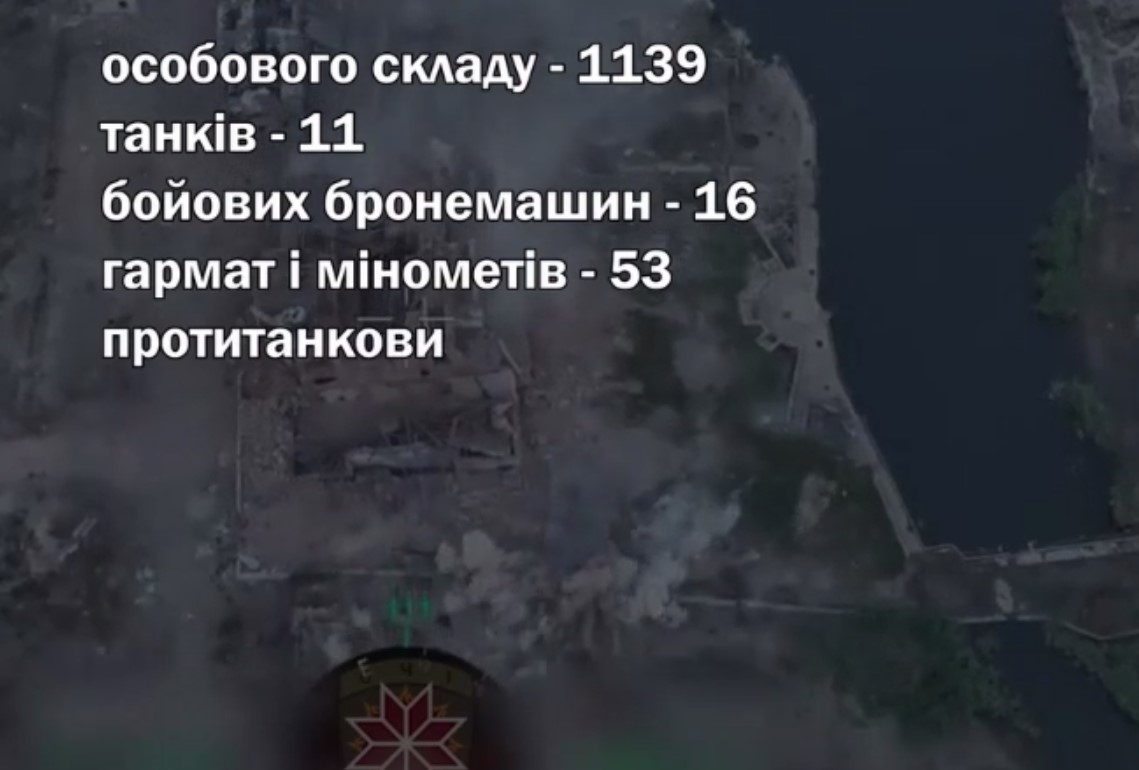 особового складу - 1139
танків - 11
бойових бронемашин - 16
гармат і мінометів - 53
протитанкови